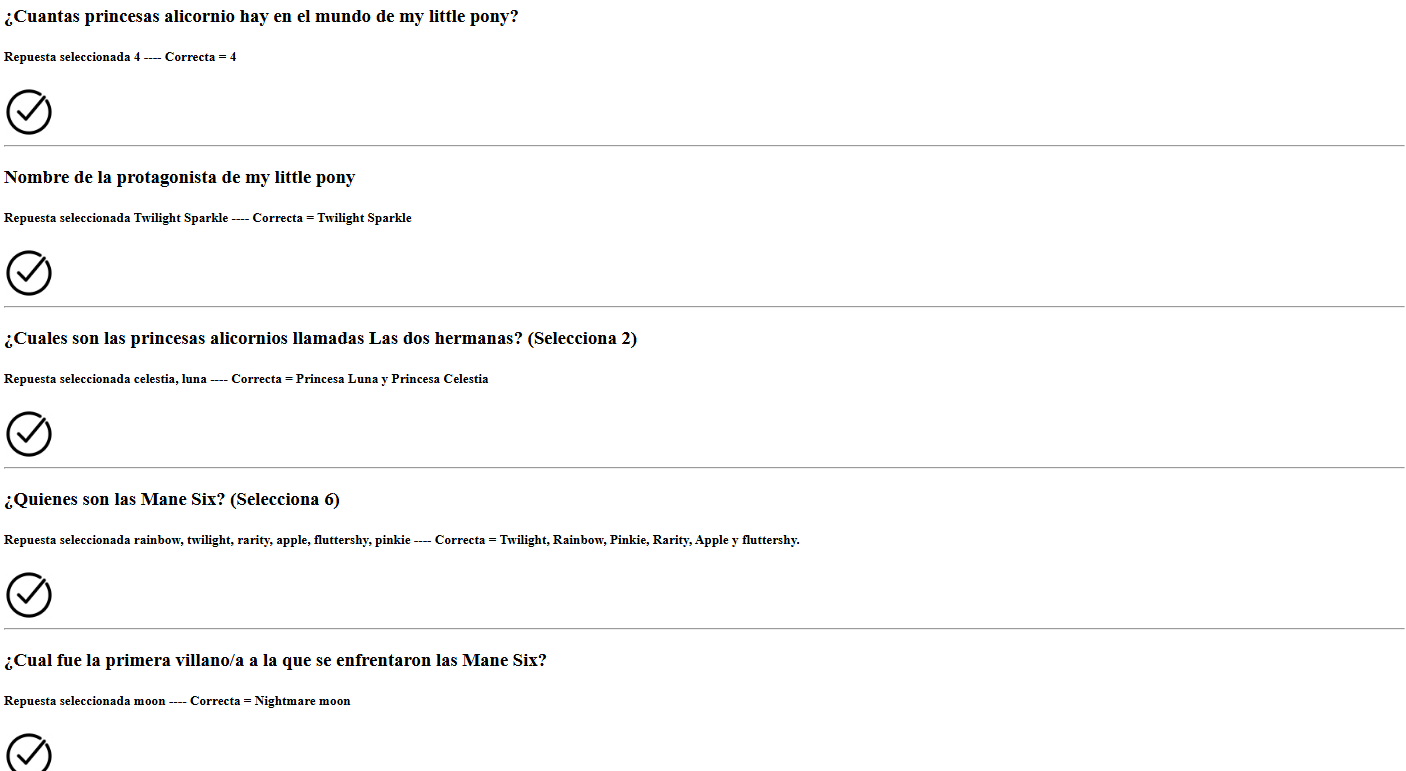 ¿Cuantas princesas alicornio hay en el mundo de my little pony?
Repuesta seleccionada 4 ---- Correcta = 4
Nombre de la protagonista de my little pony
Repuesta seleccionada Twilight Sparkle ---- Correcta = Twilight Sparkle
¿Cuales son las princesas alicornios llamadas Las dos hermanas? (Selecciona 2)
Repuesta seleccionada celestia, luna ---- Correcta = Princesa Luna y Princesa Celestia
¿Quienes son las Mane Six? (Selecciona 6)
Repuesta seleccionada rainbow, twilight, rarity, apple, fluttershy, pinkie ---- Correcta = Twilight, Rainbow, Pinkie, Rarity, Apple y fluttershy.
¿Cual fue la primera villano/a a la que se enfrentaron las Mane Six?
Repuesta seleccionada moon ---- Correcta = Nightmare moon